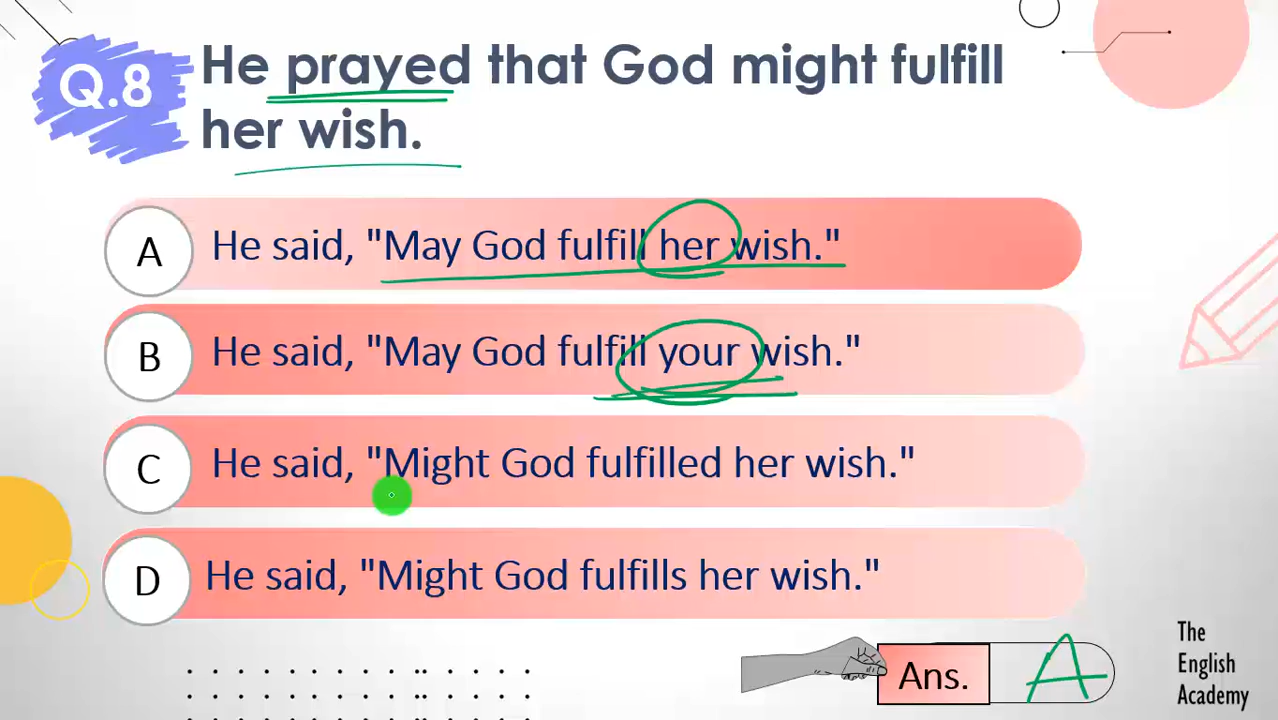 Q.8
He prayed that God might fulfill
her wish.
A
He said, "May God fulfill her wish."
B
He said, "May God fulfill your wish."
C
He said, "Might God fulfilled her wish."
D
He said, "Might God fulfills her wish."
Ans.
A
The
English
Academy